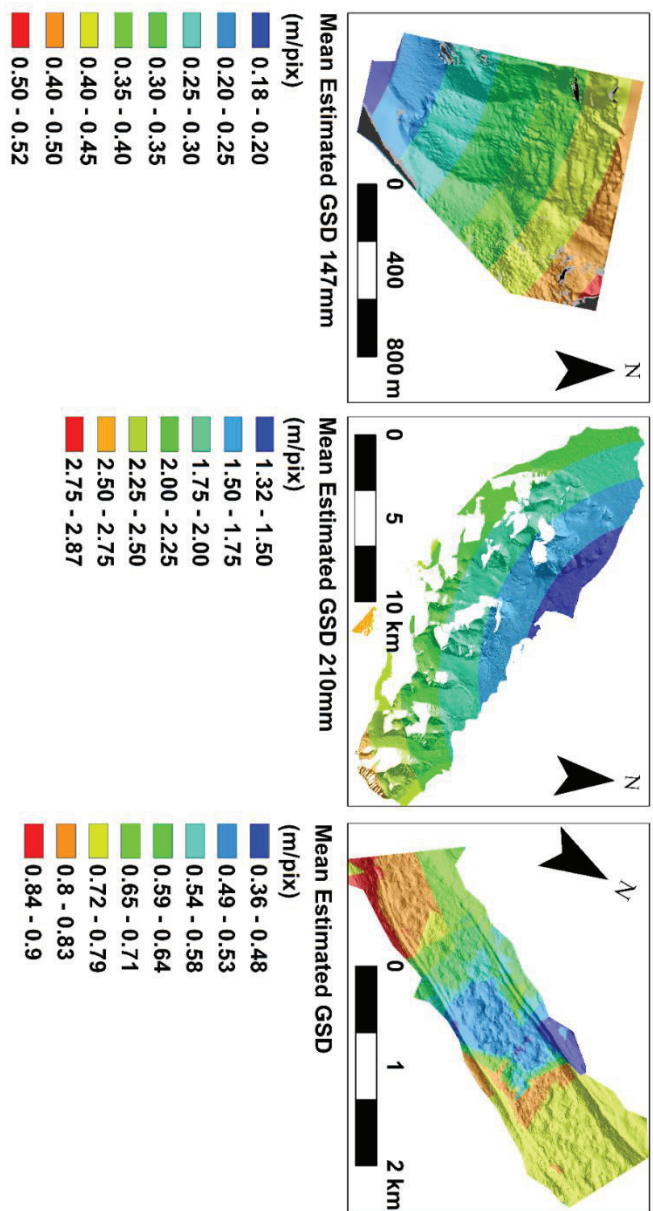 N
0 400 800 m
Mean Estimated GSD 147mm
(m/pix)
0.18 - 0.20
0.20 - 0.25
0.25 - 0.30
0.30 - 0.35
0.35 - 0.40
0.40 - 0.45
0.40 - 0.50
0.50 - 0.52
N
0 5 10 km
Mean Estimated GSD 210mm
(m/pix)
1.32 - 1.50
1.50 - 1.75
1.75 - 2.00
2.00 - 2.25
2.25 - 2.50
2.50 - 2.75
2.75 - 2.87
N
0 1 2 km
Mean Estimated GSD
(m/pix)
0.36 - 0.48
0.49 - 0.53
0.54 - 0.58
0.59 - 0.64
0.65 - 0.71
0.72 - 0.79
0.8 - 0.83
0.84 - 0.9